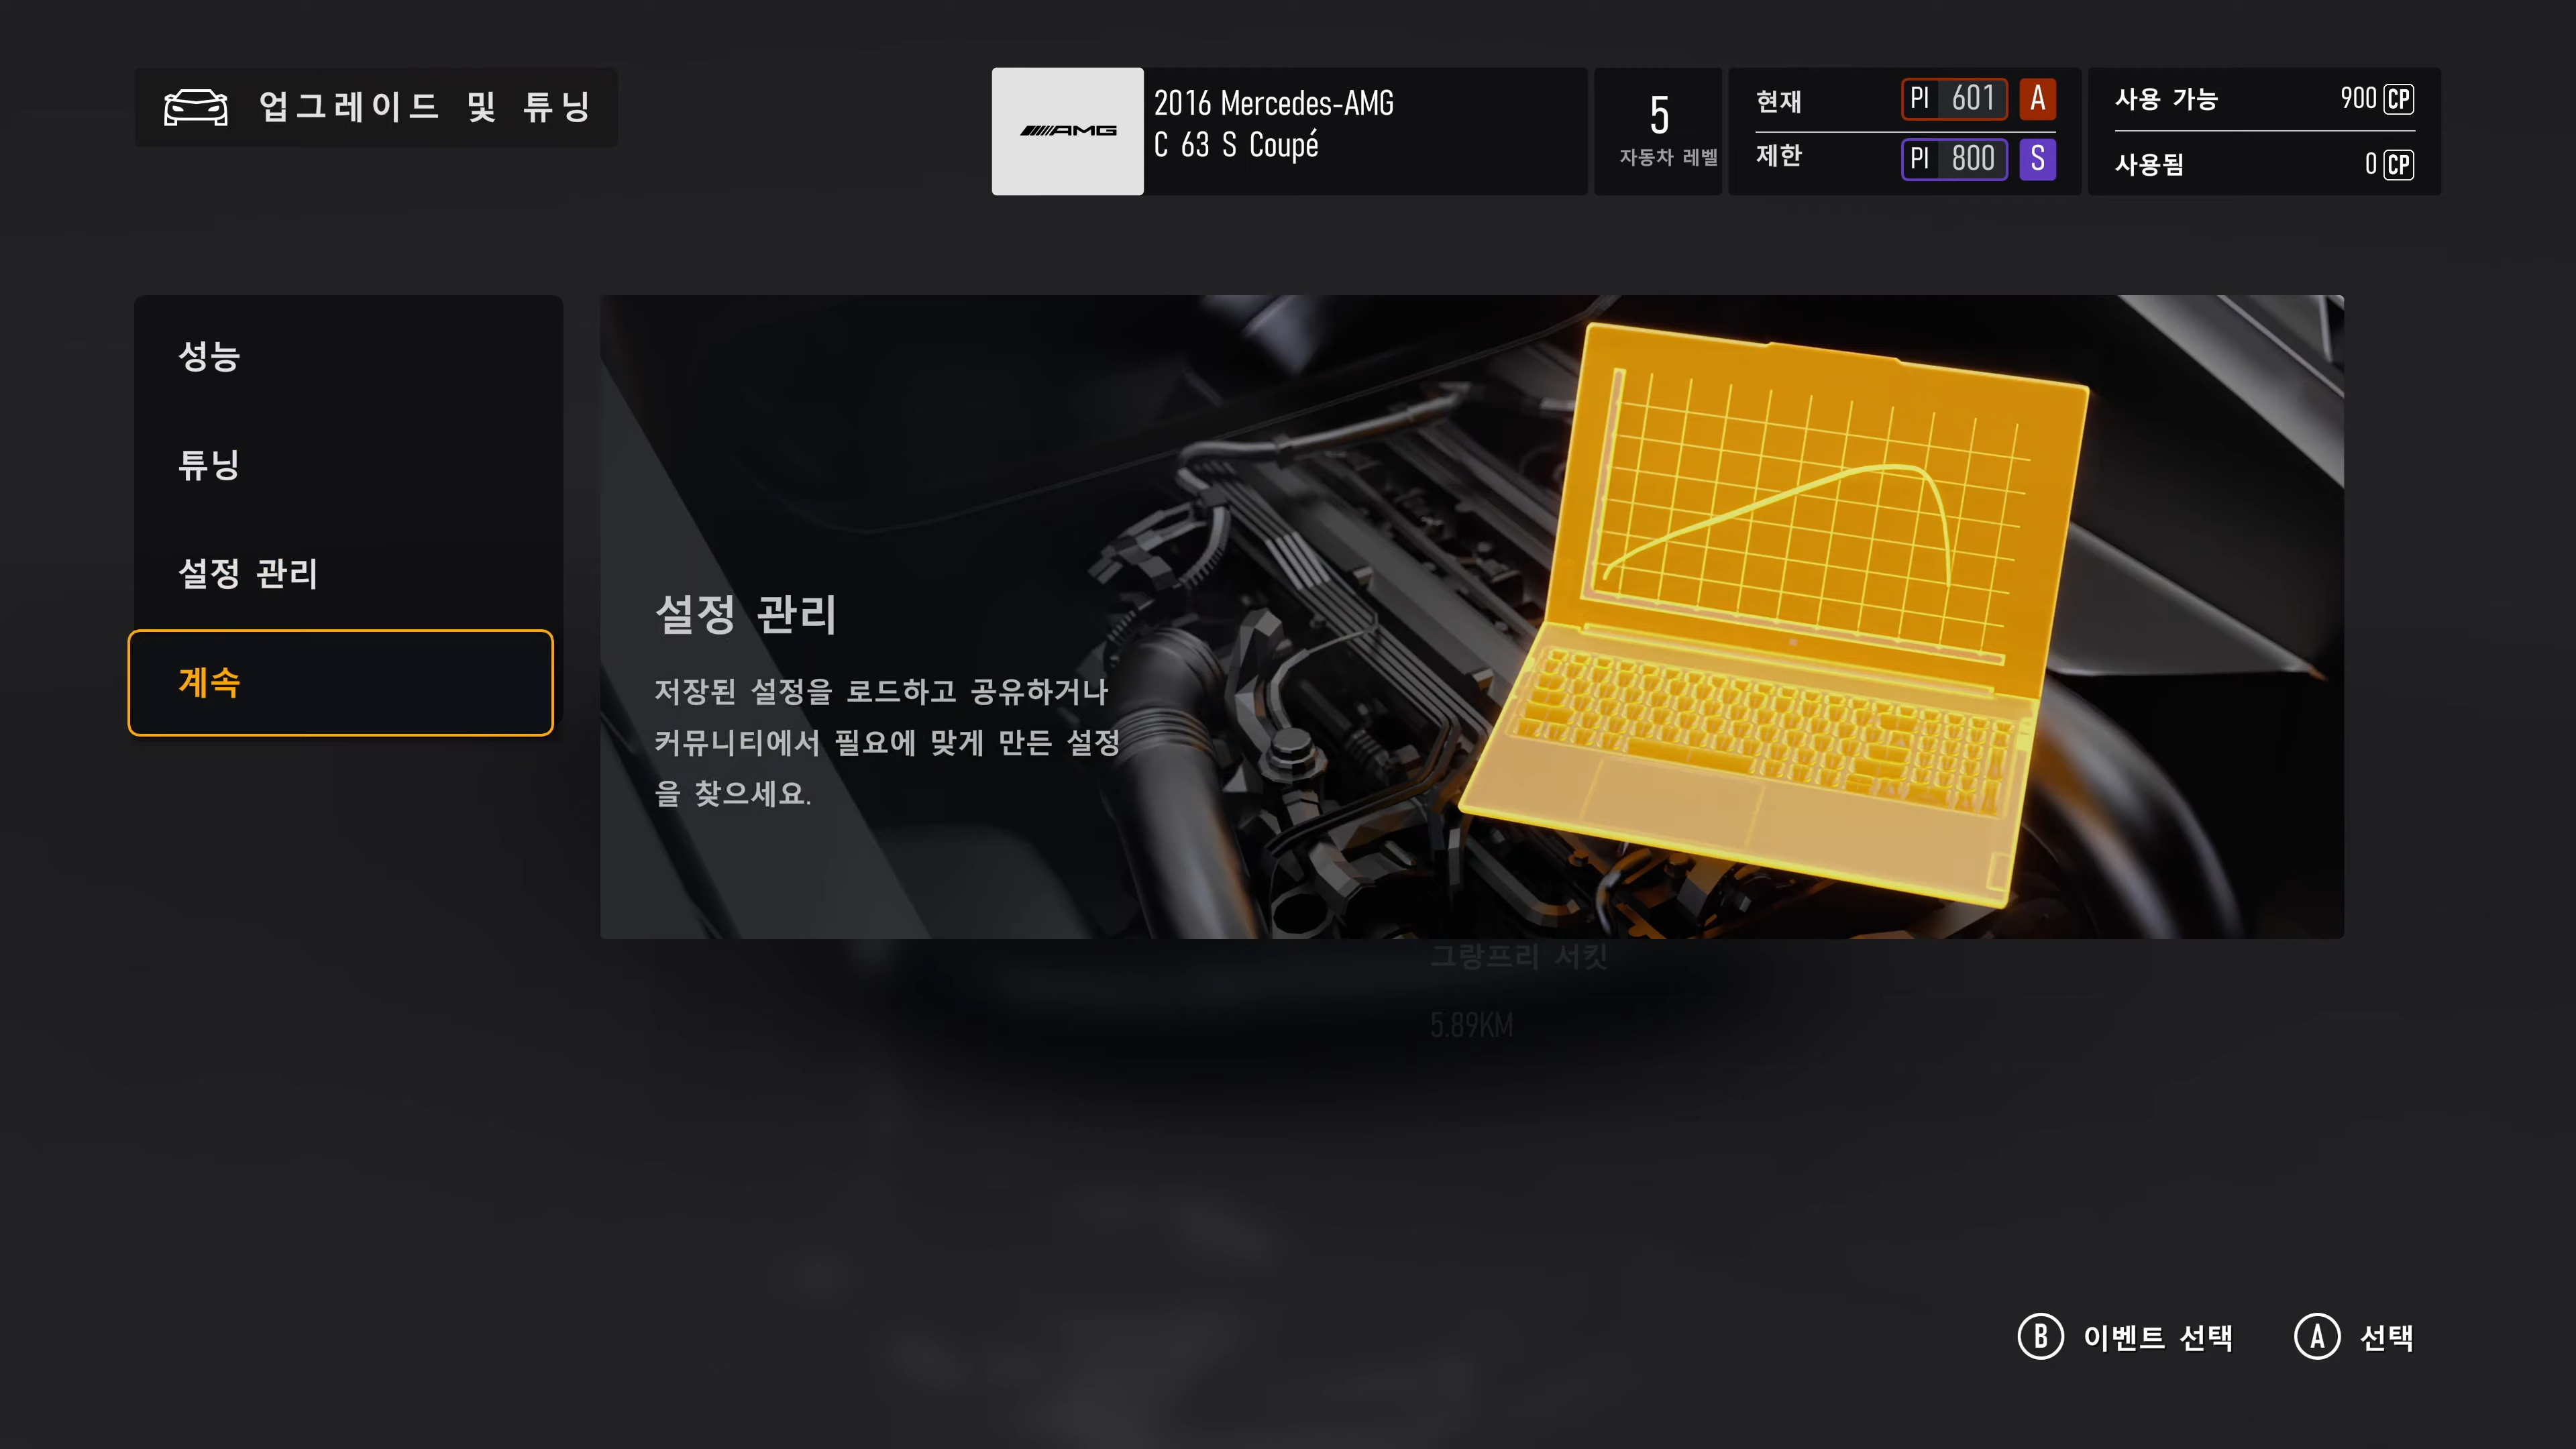 업그레이드 및 튜닝
AMG
2016 Mercedes-AMG
C 63 S Coupé
5
자동차 레벨
현재 PI 601 A
제한 PI 800 S
사용 가능 900 CP
사용됨 0 CP
성능
튜닝
설정 관리
계속
설정 관리
저장된 설정을 로드하고 공유하거나
커뮤니티에서 필요에 맞게 만든 설정
을 찾으세요.
그랑프리 서킷
5.89KM
B 이벤트 선택 A 선택